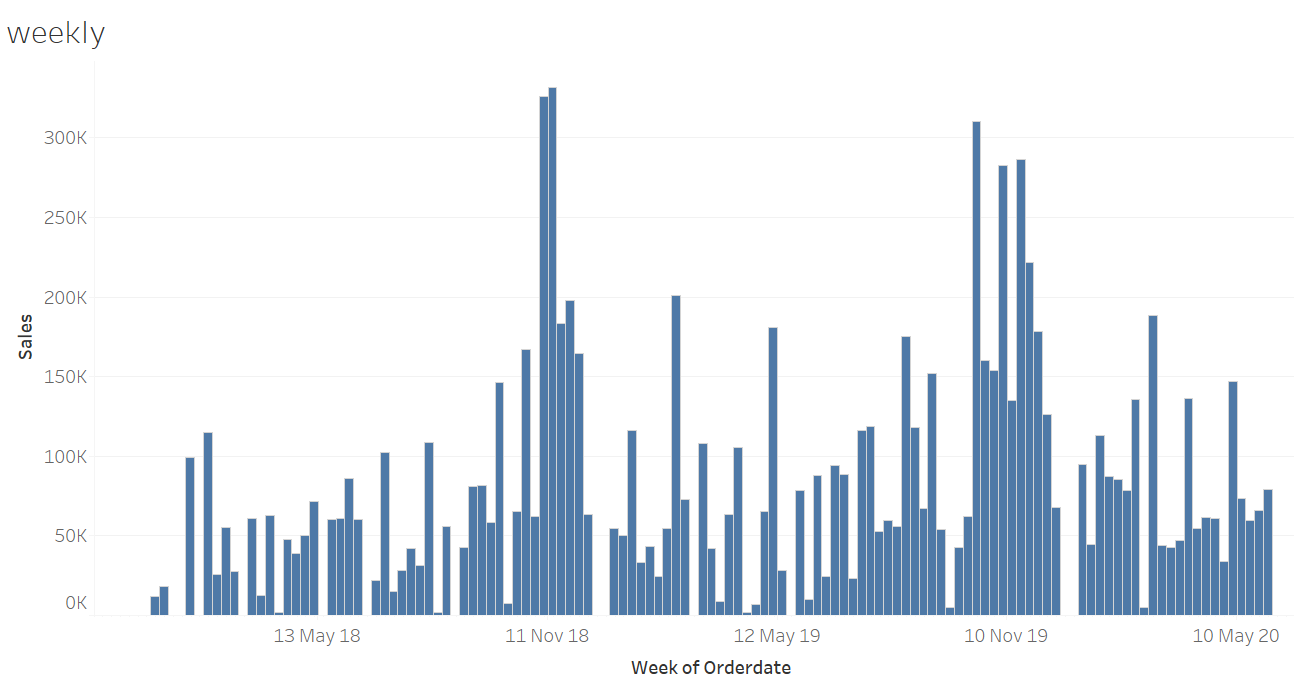 weekly
300K
250K
200K
150K
100K
50K
0K
Sales
13 May 18 11 Nov 18 12 May 19 10 Nov 19 10 May 20
Week of Orderdate